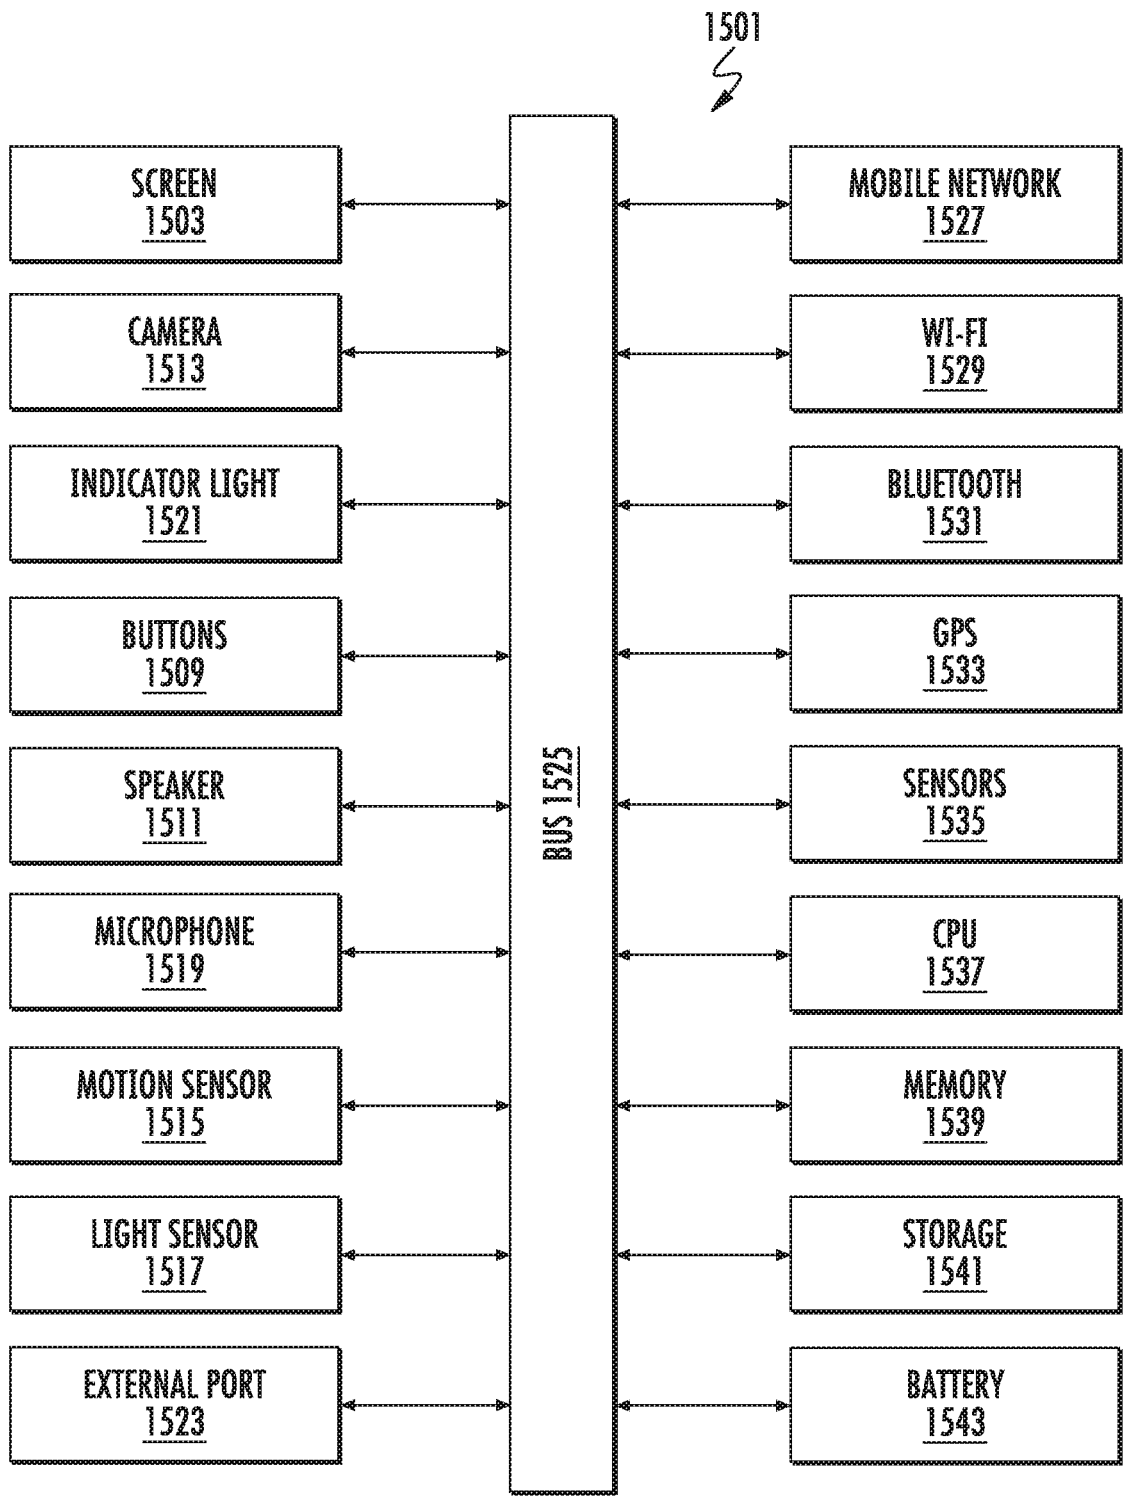 1501
SCREEN
1503
CAMERA
1513
INDICATOR LIGHT
1521
BUTTONS
1509
SPEAKER
1511
MICROPHONE
1519
MOTION SENSOR
1515
LIGHT SENSOR
1517
EXTERNAL PORT
1523
BUS 1525
MOBILE NETWORK
1527
WI-FI
1529
BLUETOOTH
1531
GPS
1533
SENSORS
1535
CPU
1537
MEMORY
1539
STORAGE
1541
BATTERY
1543